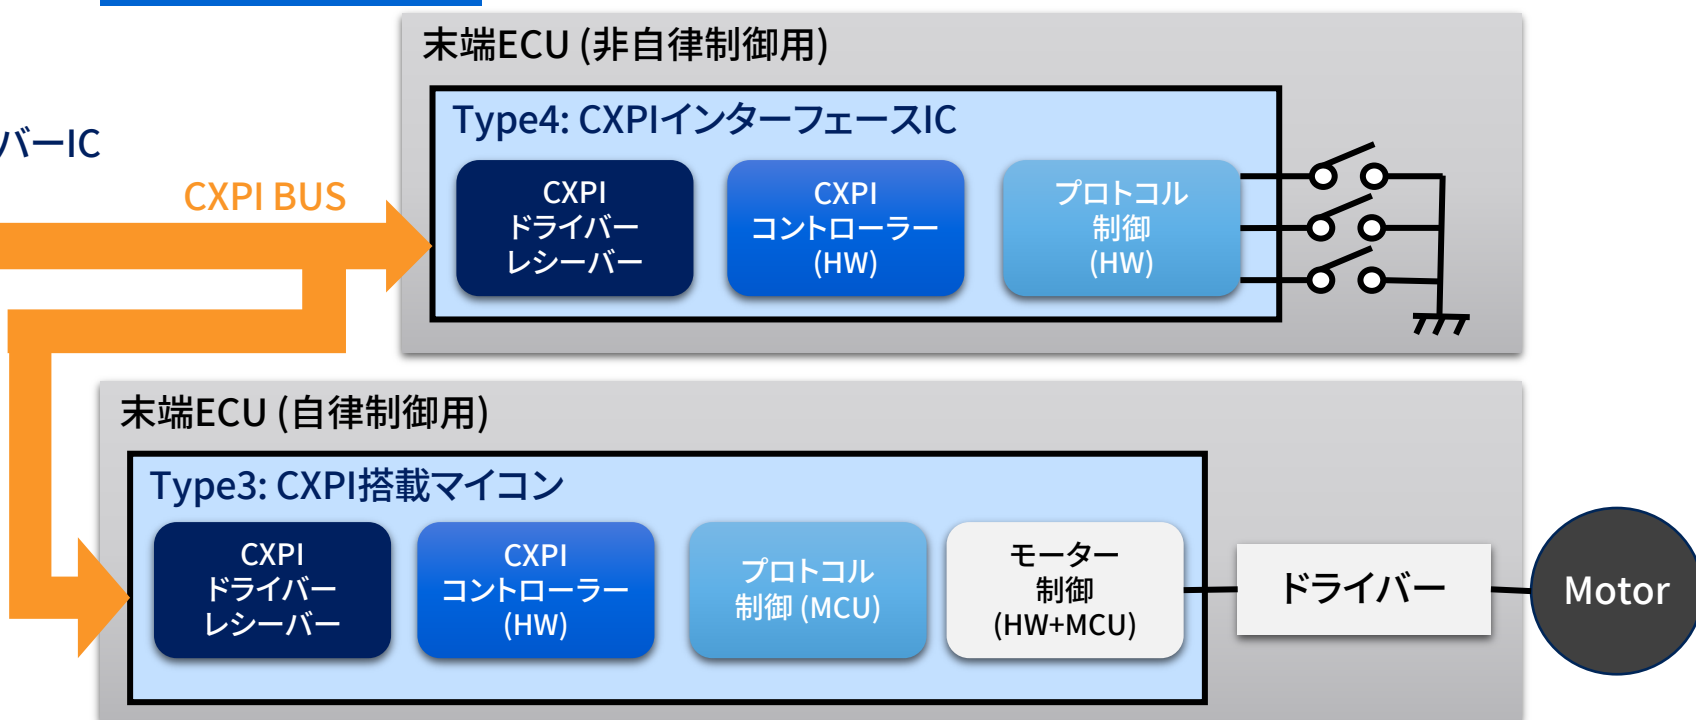 末端ECU (非自律制御用)
Type4: CXPIインターフェースIC
バーIC
CXPI BUS
CXPI
ドライバー
レシーバー
CXPI
コントローラー
(HW)
プロトコル
制御
(HW)
末端ECU (自律制御用)
Type3: CXPI搭載マイコン
CXPI
ドライバー
レシーバー
CXPI
コントローラー
(HW)
プロトコル
制御 (MCU)
モーター
制御
(HW+MCU)
ドライバー
Motor